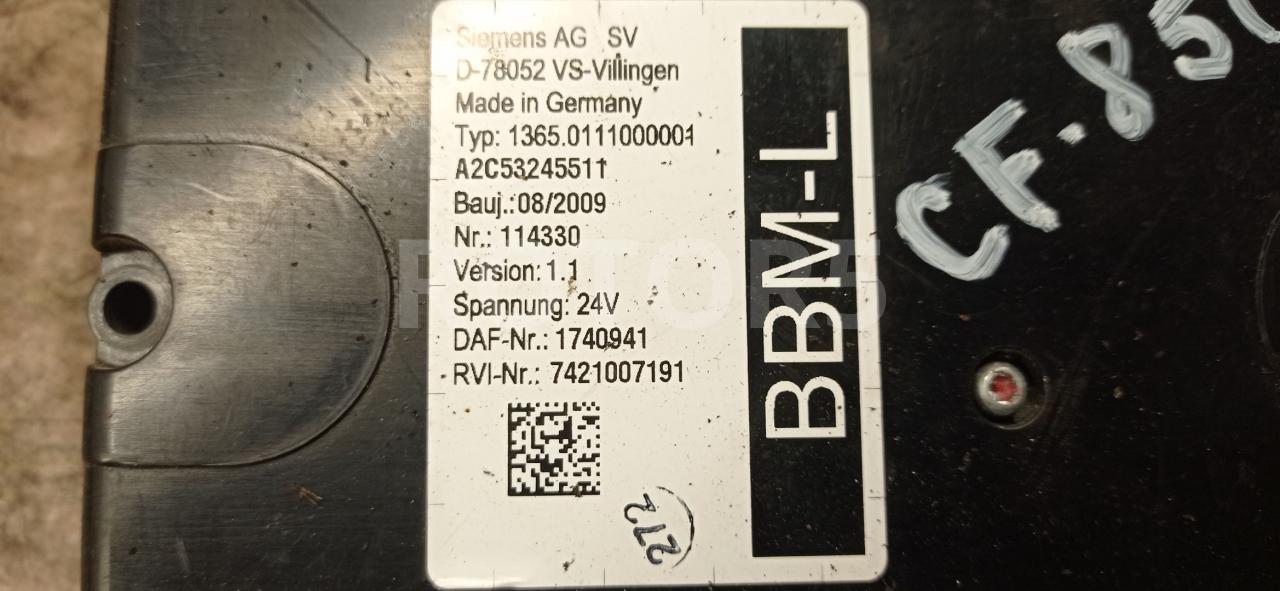 Siemens AG SV
D-78052 VS-Villingen
Made in Germany
Typ: 1365.0111000001
A2C53245511
Bauj.:08/2009
Nr.: 114330
Version: 1.1
Spannung: 24V
DAF-Nr.: 1740941
RVI-Nr.: 7421007191
BBM-L
CF-85
272